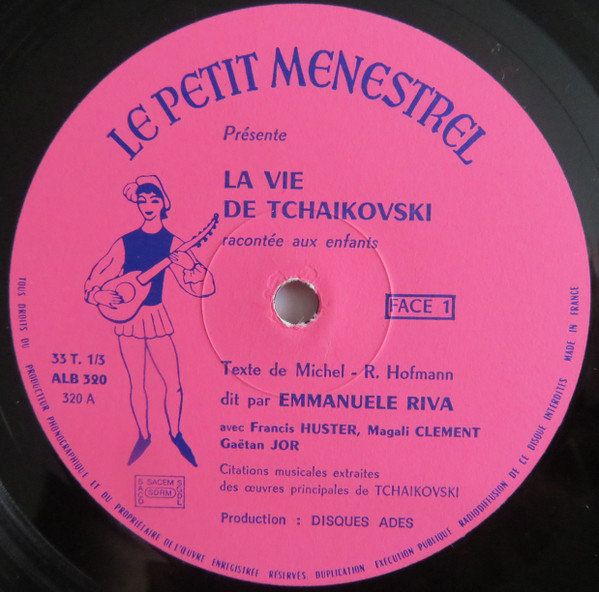 LE PETIT MENESTREL
Présente
LA VIE
DE TCHAIKOVSKI
racontée aux enfants
FACE 1
33 T. 1/3
ALB 320
320 A
Texte de Michel - R. Hofmann
dit par EMMANUELE RIVA
avec Francis HUSTER, Magali CLEMENT
Gaëtan JOR
SACEM
SDRM
Citations musicales extraites
des œuvres principales de TCHAIKOVSKI
Production : DISQUES ADES
TOUS DROITS DU PRODUCTEUR PHONOGRAPHIQUE ET DU PROPRIÉTAIRE DE L'ŒUVRE ENREGISTRÉE RÉSERVÉS. DUPLICATION EXÉCUTION PUBLIQUE RADIODIFFUSION DE CE DISQUE INTERDITES MADE IN FRANCE